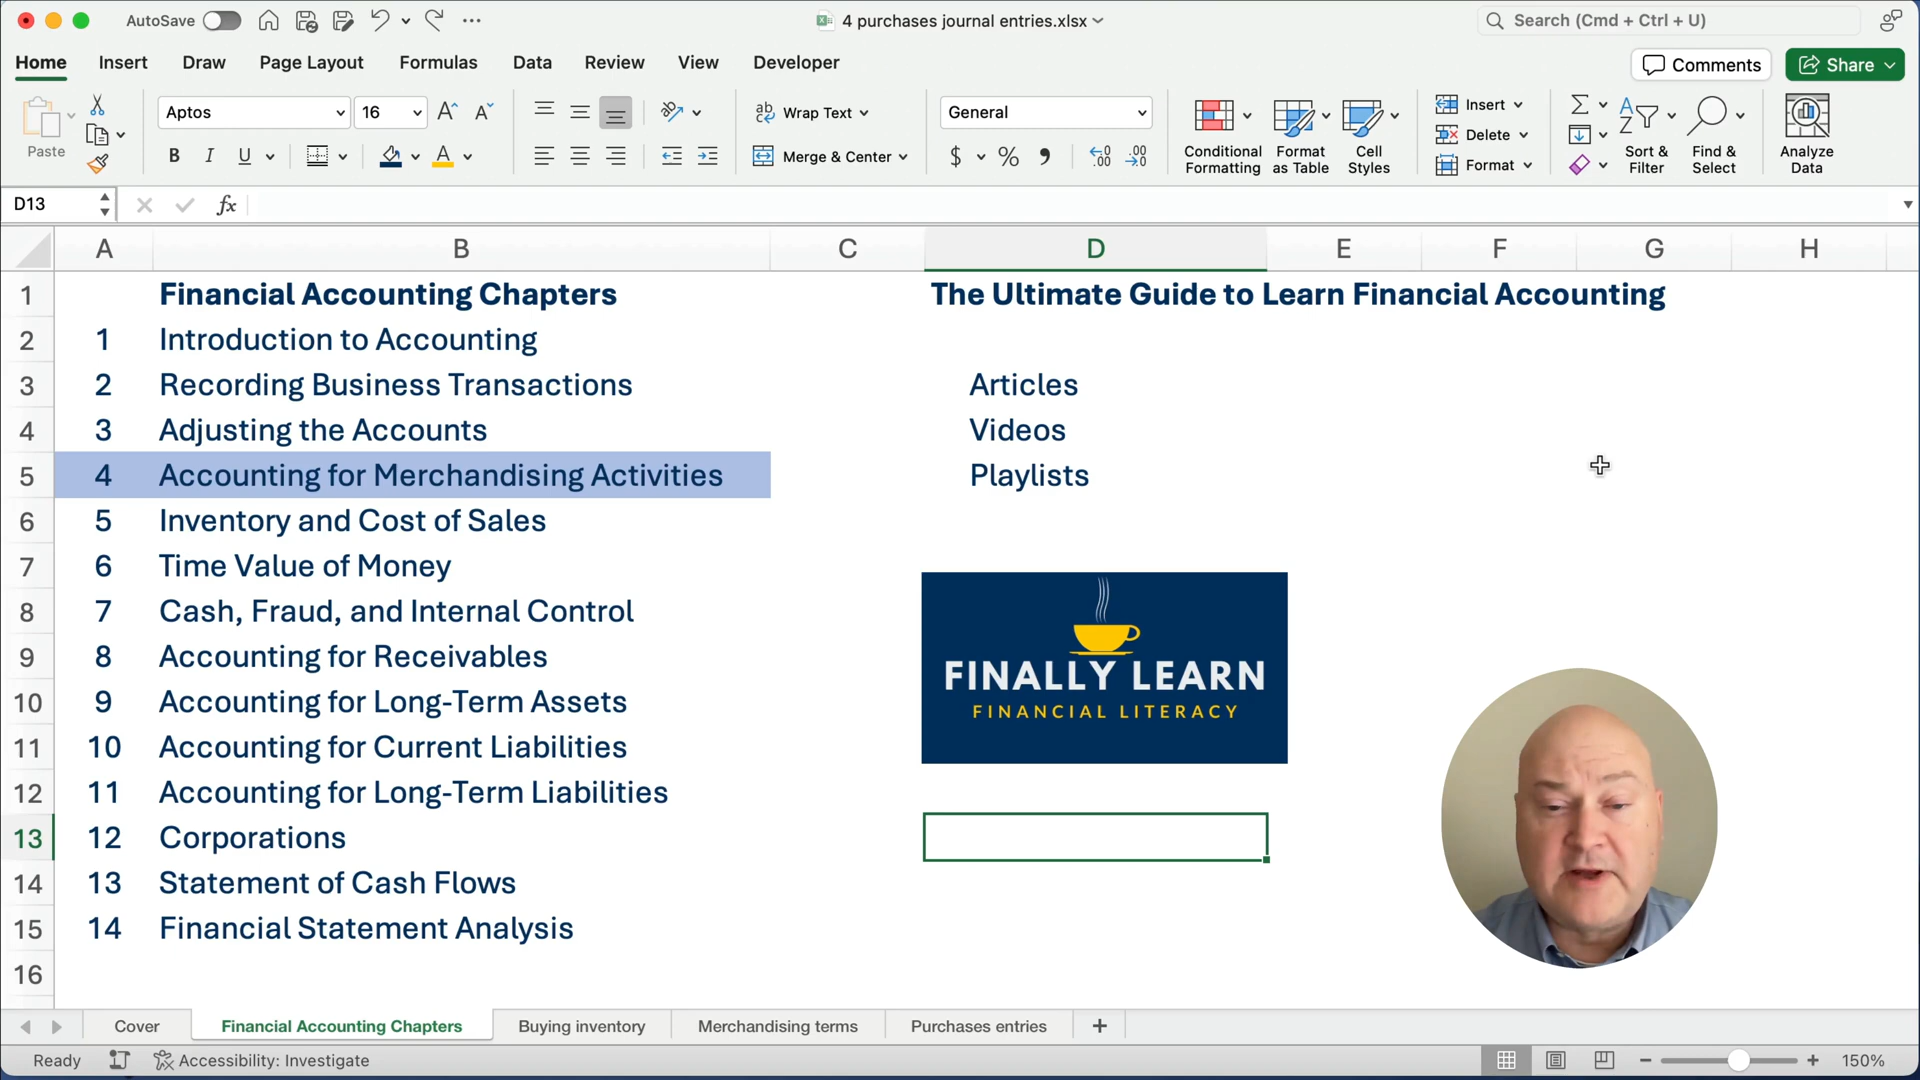 AutoSave
4 purchases journal entries.xlsx
Search (Cmd + Ctrl + U)
Home Insert Draw Page Layout Formulas Data Review View Developer
Comments Share
Paste
Aptos 16
Wrap Text
Merge & Center
General
Conditional Formatting
Format as Table
Cell Styles
Insert
Delete
Format
Sort & Filter
Find & Select
Analyze Data
D13 fx
A B C D E F G H
1 Financial Accounting Chapters The Ultimate Guide to Learn Financial Accounting
2 1 Introduction to Accounting
3 2 Recording Business Transactions Articles
4 3 Adjusting the Accounts Videos
5 4 Accounting for Merchandising Activities Playlists
6 5 Inventory and Cost of Sales
7 6 Time Value of Money
8 7 Cash, Fraud, and Internal Control
9 8 Accounting for Receivables
10 9 Accounting for Long-Term Assets
11 10 Accounting for Current Liabilities
12 11 Accounting for Long-Term Liabilities
13 12 Corporations
14 13 Statement of Cash Flows
15 14 Financial Statement Analysis
16
FINALLY LEARN
FINANCIAL LITERACY
Cover Financial Accounting Chapters Buying inventory Merchandising terms Purchases entries +
Ready Accessibility: Investigate 150%